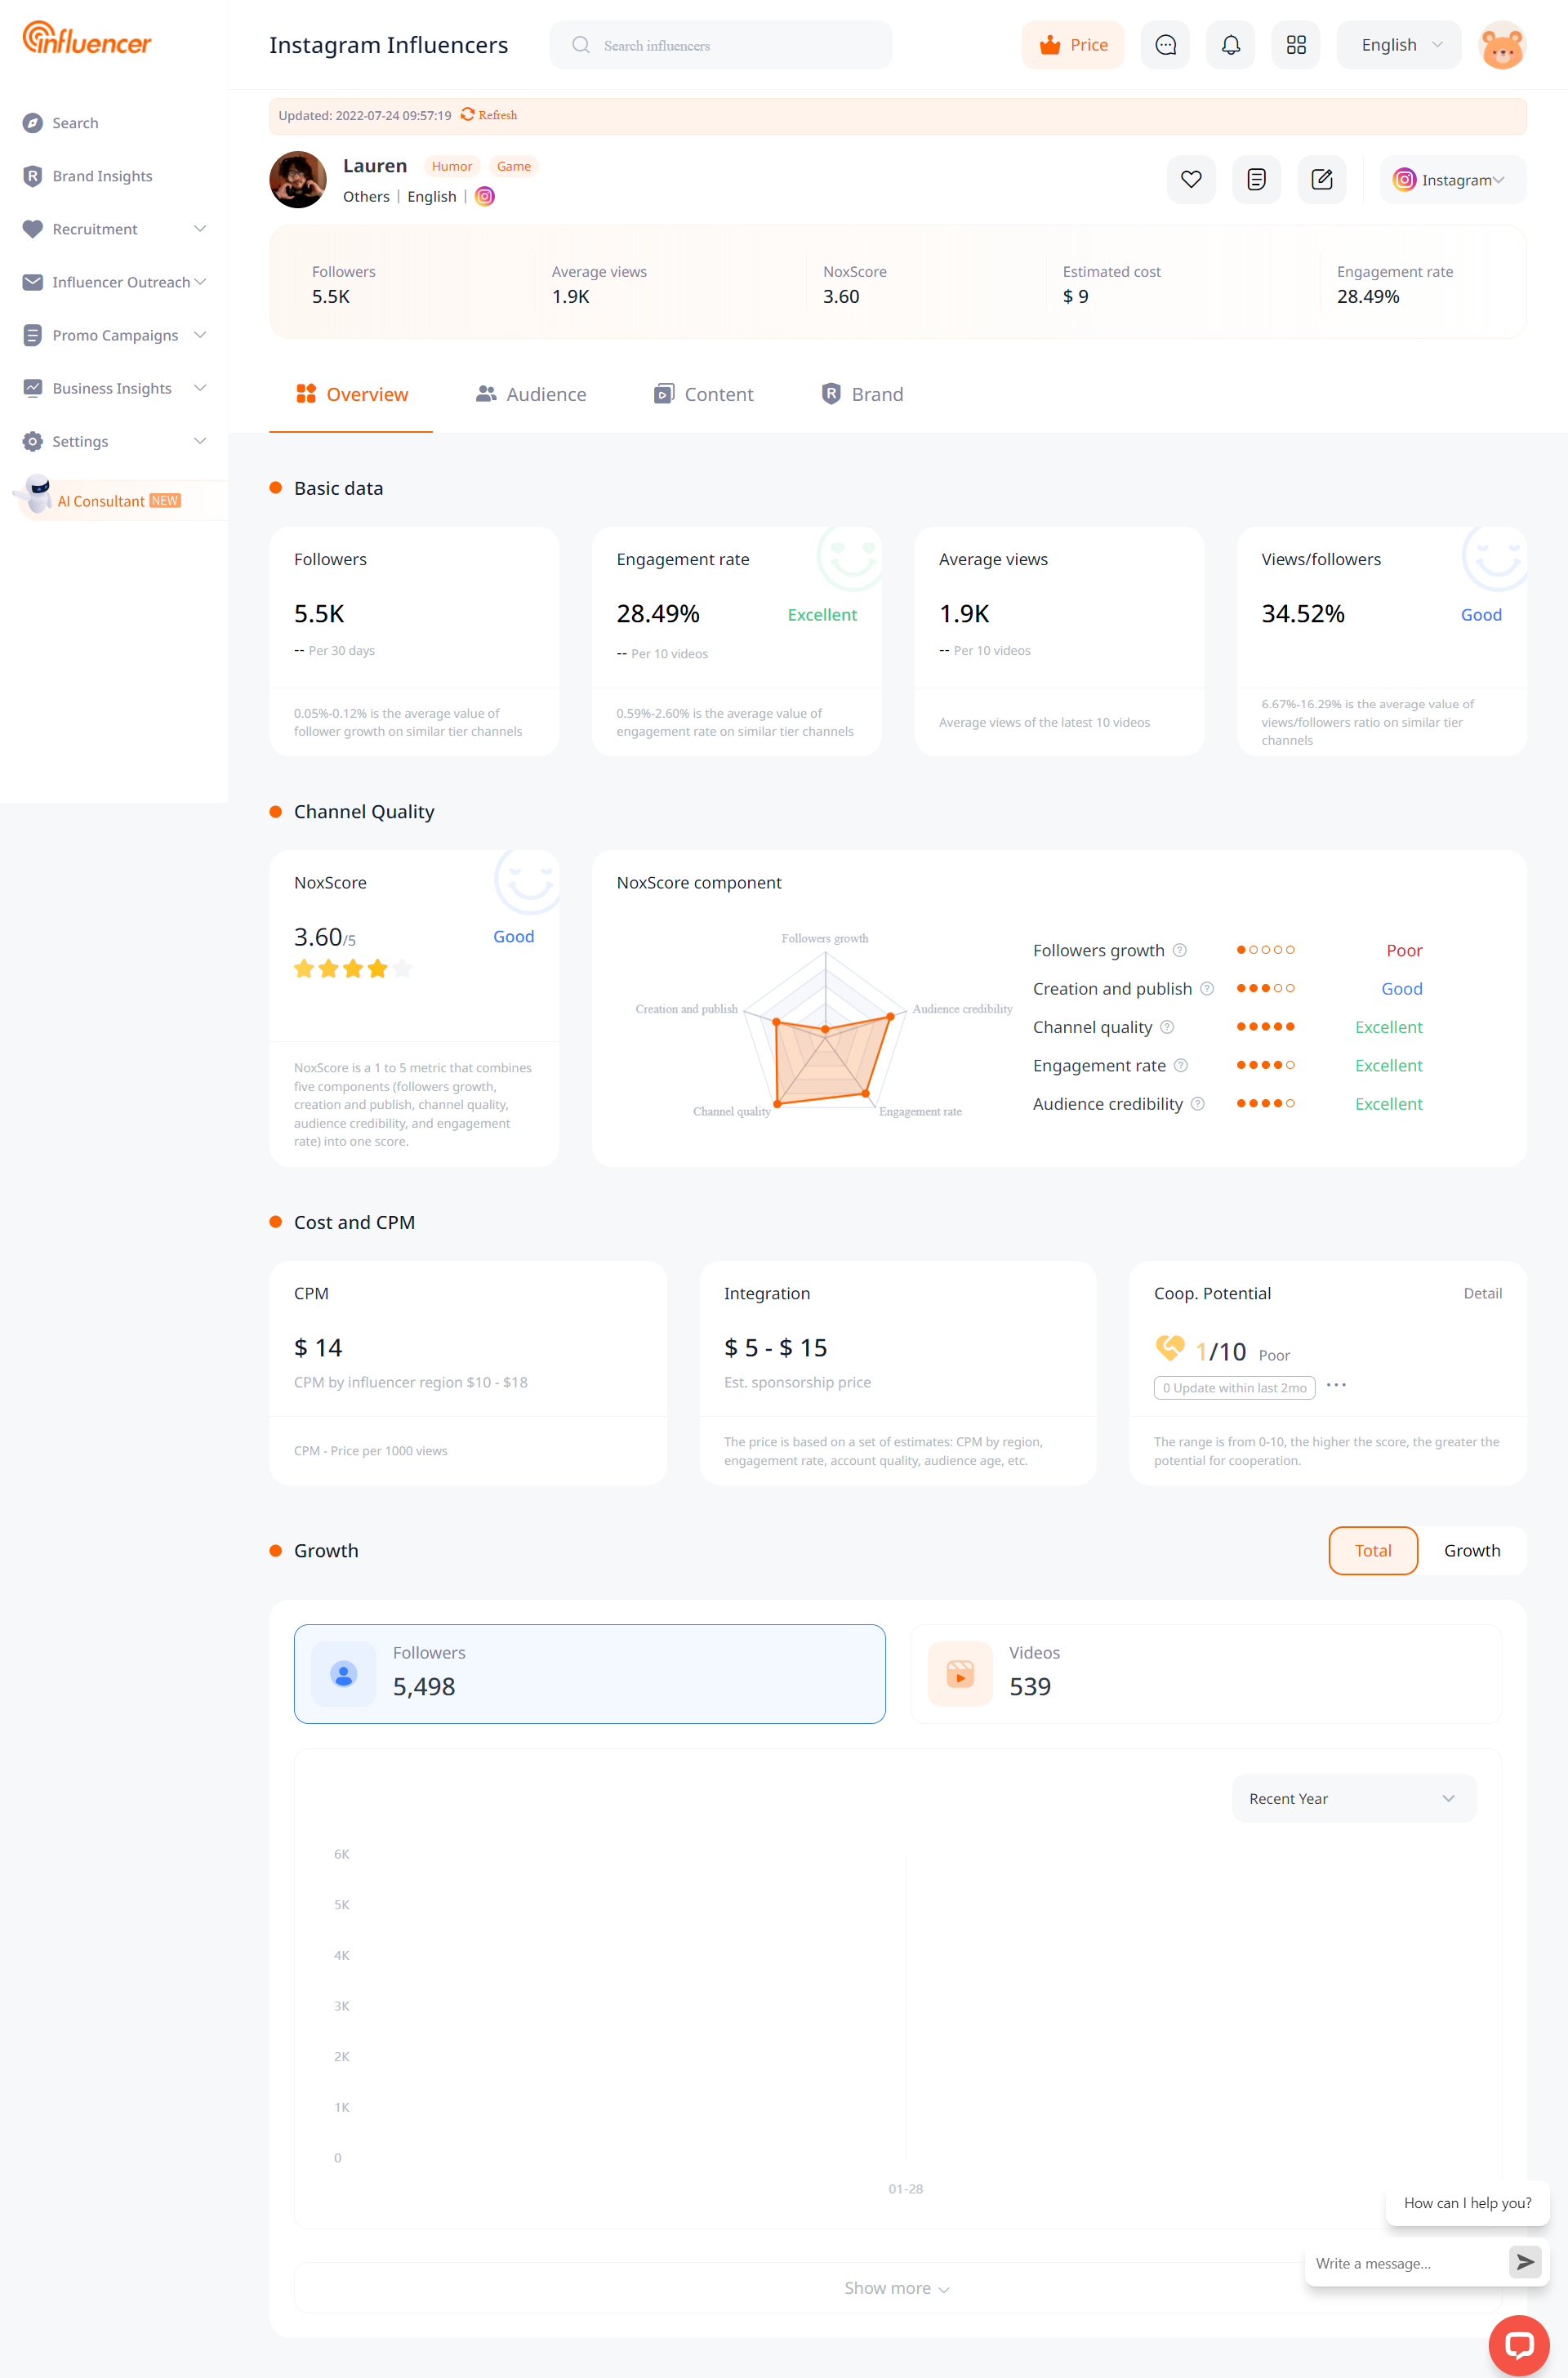 influencer
Search
Brand Insights
Recruitment
Influencer Outreach
Promo Campaigns
Business Insights
Settings
AI Consultant NEW
Instagram Influencers
Search influencers
Price
English
Updated: 2022-07-24 09:57:19 Refresh
Lauren Humor Game
Others | English |
Instagram
Followers
5.5K
Average views
1.9K
NoxScore
3.60
Estimated cost
$ 9
Engagement rate
28.49%
Overview
Audience
Content
R Brand
Basic data
Followers
5.5K
-- Per 30 days
0.05%-0.12% is the average value of
follower growth on similar tier channels
Engagement rate
28.49% Excellent
-- Per 10 videos
0.59%-2.60% is the average value of
engagement rate on similar tier channels
Average views
1.9K
-- Per 10 videos
Average views of the latest 10 videos
Views/followers
34.52% Good
6.67%-16.29% is the average value of
views/followers ratio on similar tier
channels
Channel Quality
NoxScore
3.60/5 Good
NoxScore is a 1 to 5 metric that combines
five components (followers growth,
creation and publish, channel quality,
audience credibility, and engagement
rate) into one score.
NoxScore component
Followers growth
Creation and publish
Audience credibility
Channel quality
Engagement rate
Followers growth ? Poor
Creation and publish ? Good
Channel quality ? Excellent
Engagement rate ? Excellent
Audience credibility ? Excellent
Cost and CPM
CPM
$ 14
CPM by influencer region $10 - $18
CPM - Price per 1000 views
Integration
$ 5 - $ 15
Est. sponsorship price
The price is based on a set of estimates: CPM by region,
engagement rate, account quality, audience age, etc.
Coop. Potential Detail
1/10 Poor
0 Update within last 2mo ...
The range is from 0-10, the higher the score, the greater the
potential for cooperation.
Growth
Total Growth
Followers
5,498
Videos
539
Recent Year
6K
5K
4K
3K
2K
1K
0
01-28
Show more
How can I help you?
Write a message...